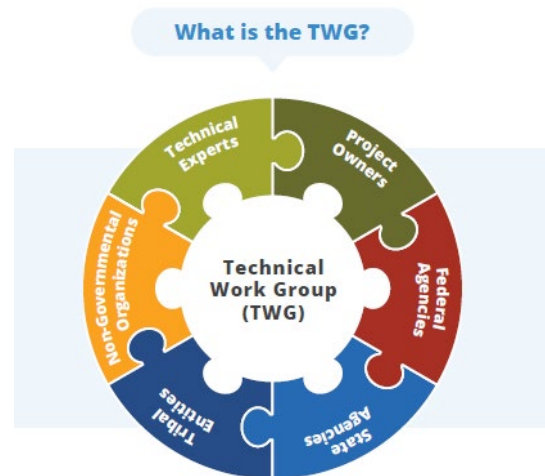 What is the TWG?
Technical
Experts
Project
Owners
Non-Governmental
Organizations
Technical
Work Group
(TWG)
Federal
Agencies
Tribal
Entities
State
Agencies